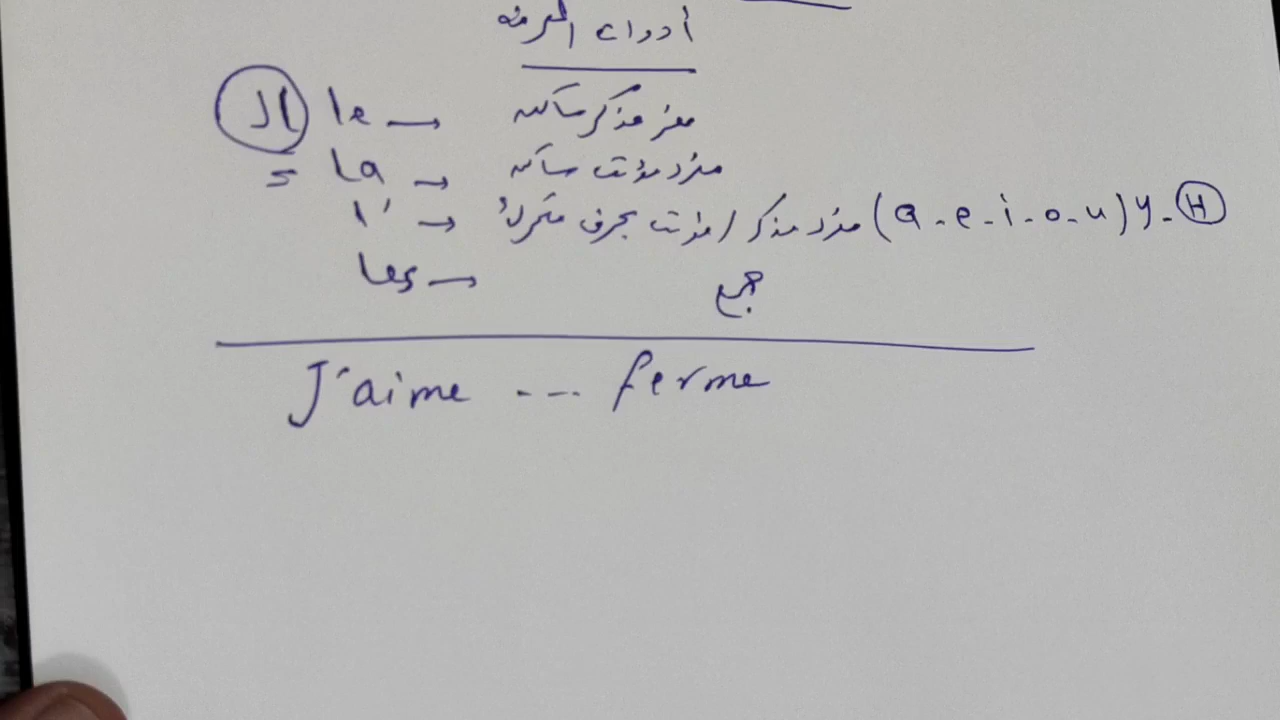 أدوات المعرفة
ال le → مفرد مذكر ساكن
la → مفرد مؤنث ساكن
l' → مفرد مذكر / مؤنث بحرف متحرك (a-e-i-o-u) y-H
les → جمع
J'aime --- ferme